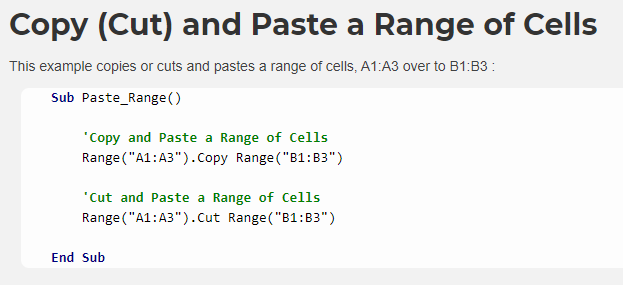 Copy (Cut) and Paste a Range of Cells
This example copies or cuts and pastes a range of cells, A1:A3 over to B1:B3 :
Sub Paste_Range()
'Copy and Paste a Range of Cells
Range("A1:A3").Copy Range("B1:B3")
'Cut and Paste a Range of Cells
Range("A1:A3").Cut Range("B1:B3")
End Sub